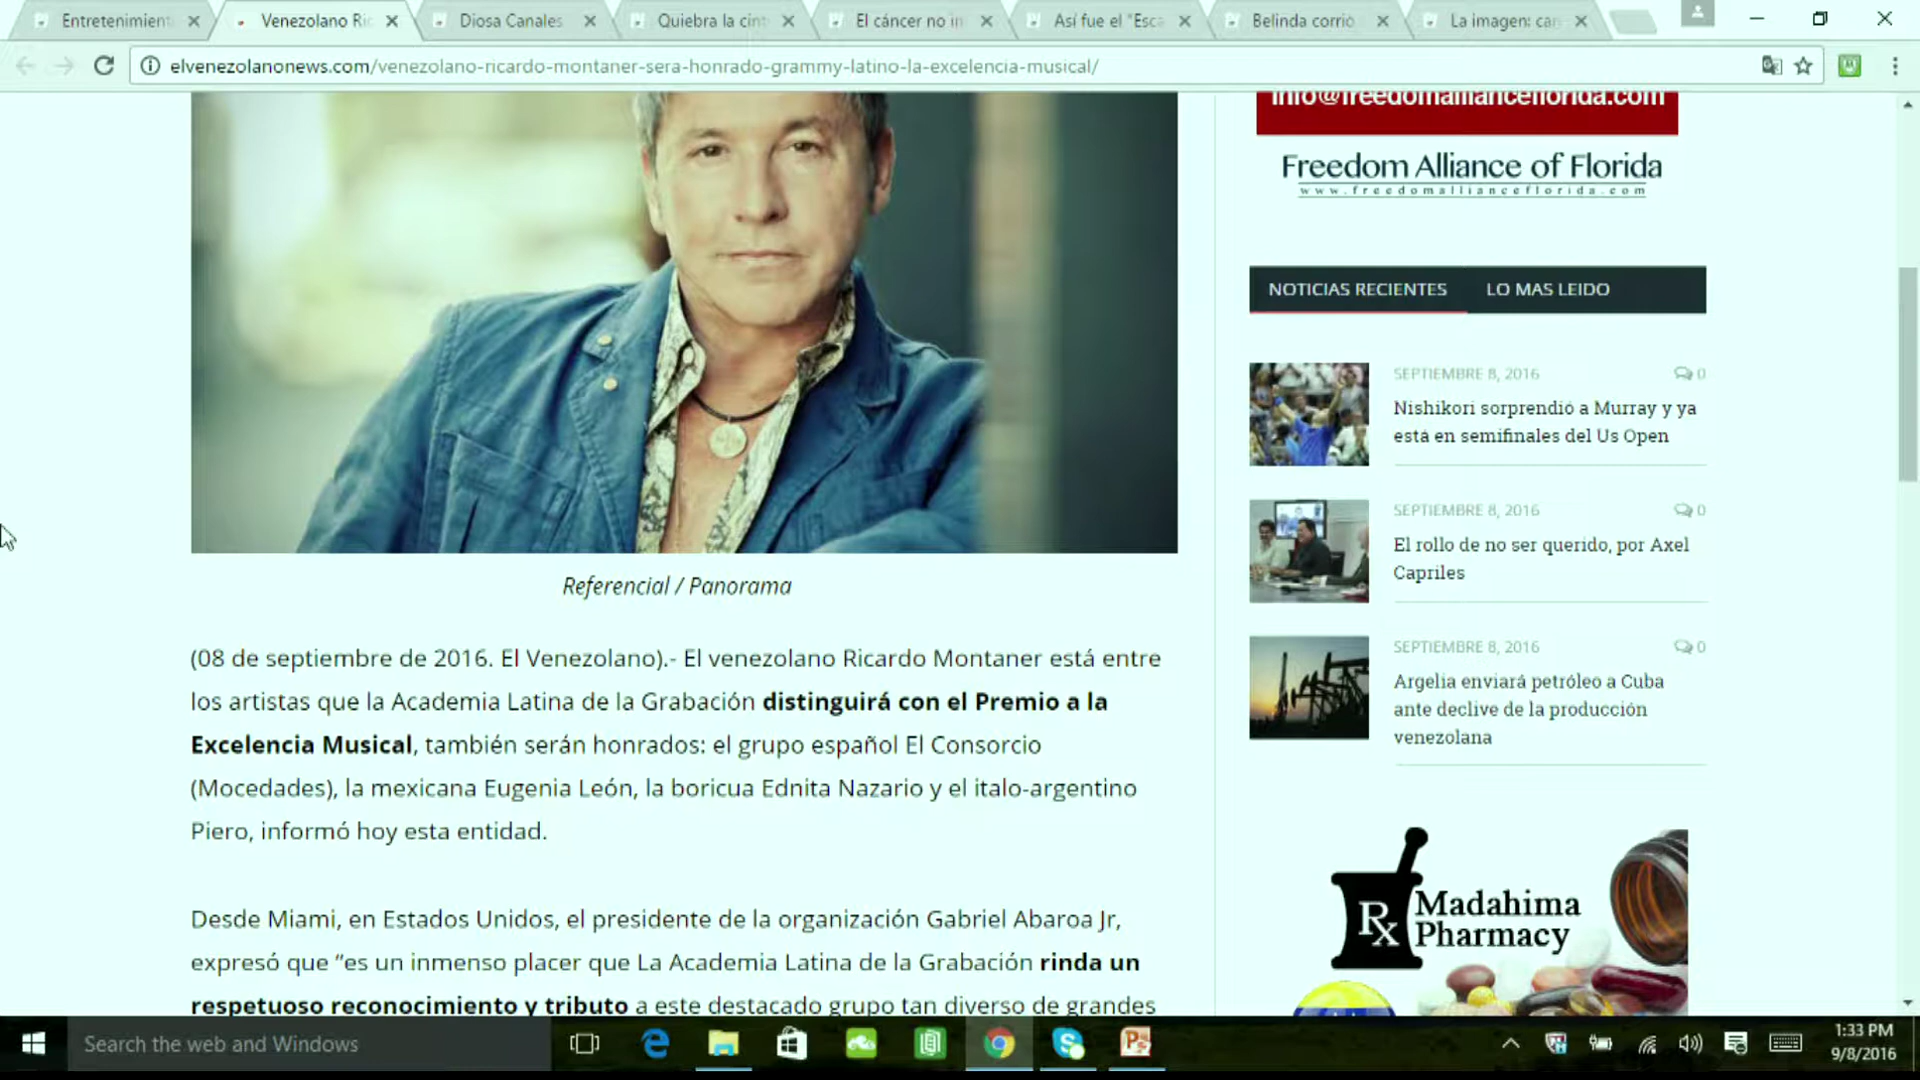 Entretenimient
Venezolano Ric
Diosa Canales
Quiebra la cint
El cáncer no in
Así fue el "Esca
Belinda corrió
La imagen: car
elvenezolanonews.com/venezolano-ricardo-montaner-sera-honrado-grammy-latino-la-excelencia-musical/
info@freedomallianceflorida.com
Freedom Alliance of Florida
www.freedomallianceflorida.com
NOTICIAS RECIENTES LO MAS LEIDO
SEPTIEMBRE 8, 2016 0
Nishikori sorprendió a Murray y ya
está en semifinales del Us Open
SEPTIEMBRE 8, 2016 0
El rollo de no ser querido, por Axel
Capriles
SEPTIEMBRE 8, 2016 0
Argelia enviará petróleo a Cuba
ante declive de la producción
venezolana
Referencial / Panorama
(08 de septiembre de 2016. El Venezolano).- El venezolano Ricardo Montaner está entre
los artistas que la Academia Latina de la Grabación distinguirá con el Premio a la
Excelencia Musical, también serán honrados: el grupo español El Consorcio
(Mocedades), la mexicana Eugenia León, la boricua Ednita Nazario y el italo-argentino
Piero, informó hoy esta entidad.
Desde Miami, en Estados Unidos, el presidente de la organización Gabriel Abaroa Jr,
expresó que “es un inmenso placer que La Academia Latina de la Grabación rinda un
respetuoso reconocimiento y tributo a este destacado grupo tan diverso de grandes
Rx
Madahima
Pharmacy
Search the web and Windows
1:33 PM
9/8/2016